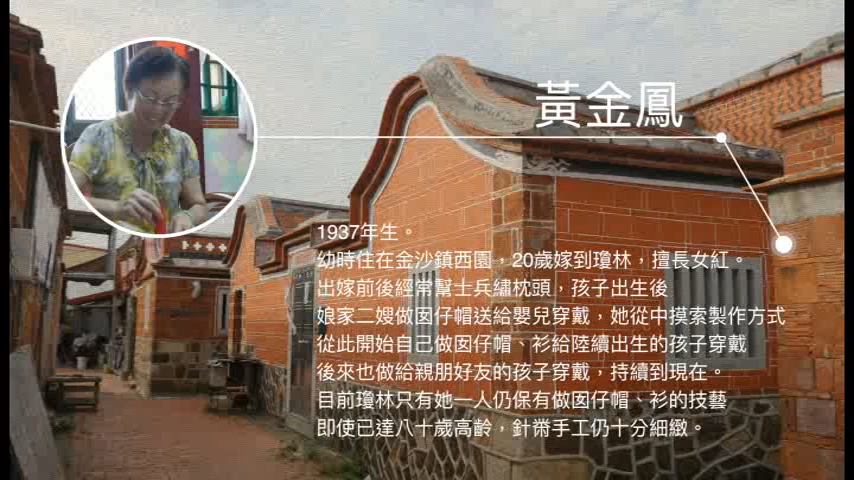 黃金鳳
1937年生。
幼時住在金沙鎮西園，20歲嫁到瓊林，擅長女紅。
出嫁前後經常幫士兵繡枕頭，孩子出生後
娘家二嫂做囡仔帽送給嬰兒穿戴，她從中摸索製作方式
從此開始自己做囡仔帽、衫給陸續出生的孩子穿戴
後來也做給親朋好友的孩子穿戴，持續到現在。
目前瓊林只有她一人仍保有做囡仔帽、衫的技藝
即使已達八十歲高齡，針黹手工仍十分細緻。